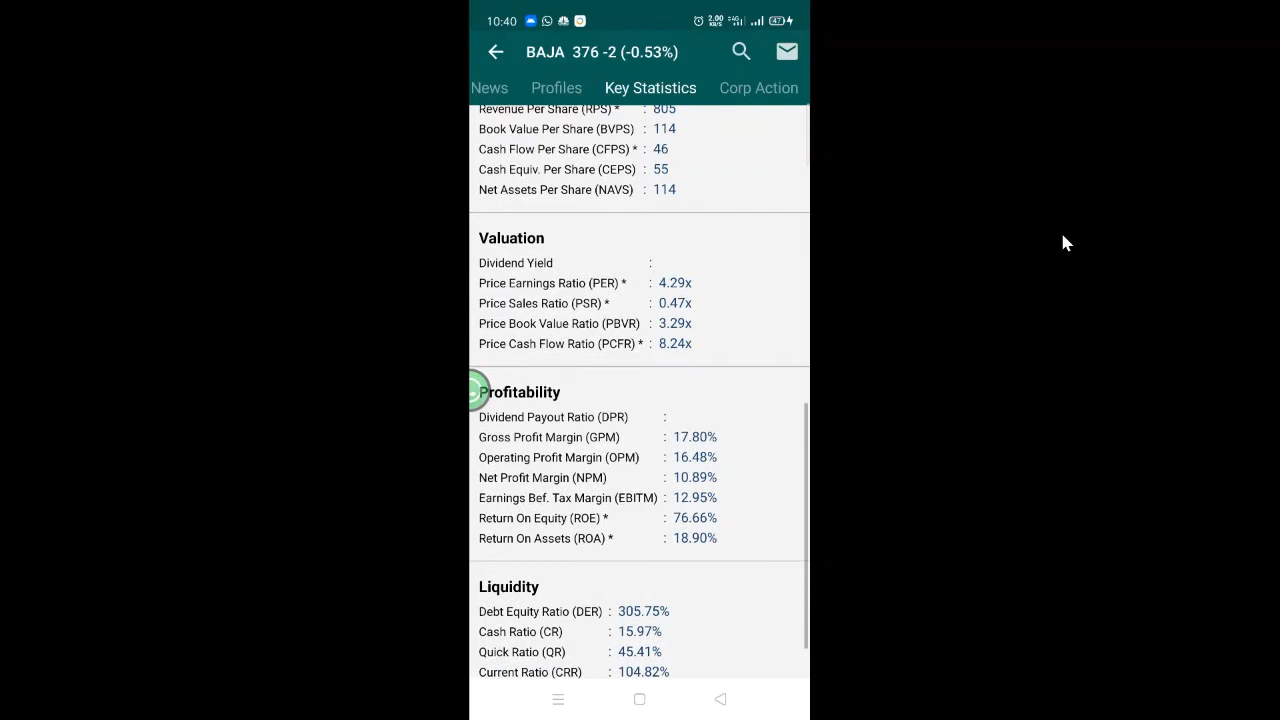 10:40 2.00 KB/S 4G 47
BAJA 376 -2 (-0.53%)
News Profiles Key Statistics Corp Action
Revenue Per Share (RPS) * : 805
Book Value Per Share (BVPS) : 114
Cash Flow Per Share (CFPS) * : 46
Cash Equiv. Per Share (CEPS) : 55
Net Assets Per Share (NAVS) : 114
Valuation
Dividend Yield :
Price Earnings Ratio (PER) * : 4.29x
Price Sales Ratio (PSR) * : 0.47x
Price Book Value Ratio (PBVR) : 3.29x
Price Cash Flow Ratio (PCFR) * : 8.24x
Profitability
Dividend Payout Ratio (DPR) :
Gross Profit Margin (GPM) : 17.80%
Operating Profit Margin (OPM) : 16.48%
Net Profit Margin (NPM) : 10.89%
Earnings Bef. Tax Margin (EBITM) : 12.95%
Return On Equity (ROE) * : 76.66%
Return On Assets (ROA) * : 18.90%
Liquidity
Debt Equity Ratio (DER) : 305.75%
Cash Ratio (CR) : 15.97%
Quick Ratio (QR) : 45.41%
Current Ratio (CRR) : 104.82%